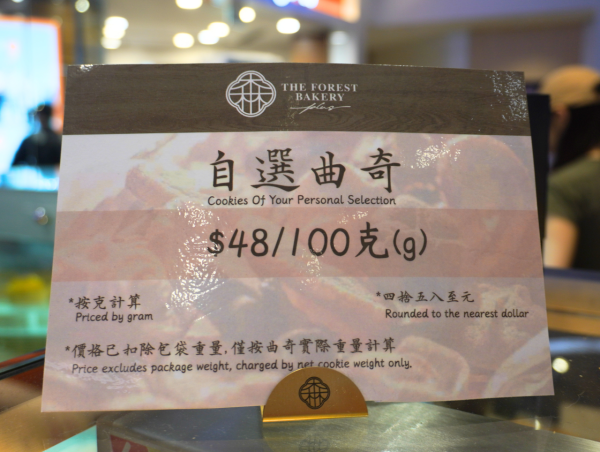 THE FOREST
BAKERY
plus
自選曲奇
Cookies Of Your Personal Selection
$48/100克(g)
*按克計算
Priced by gram
*四捨五入至元
Rounded to the nearest dollar
*價格已扣除包袋重量,僅按曲奇實際重量計算
Price excludes package weight, charged by net cookie weight only.